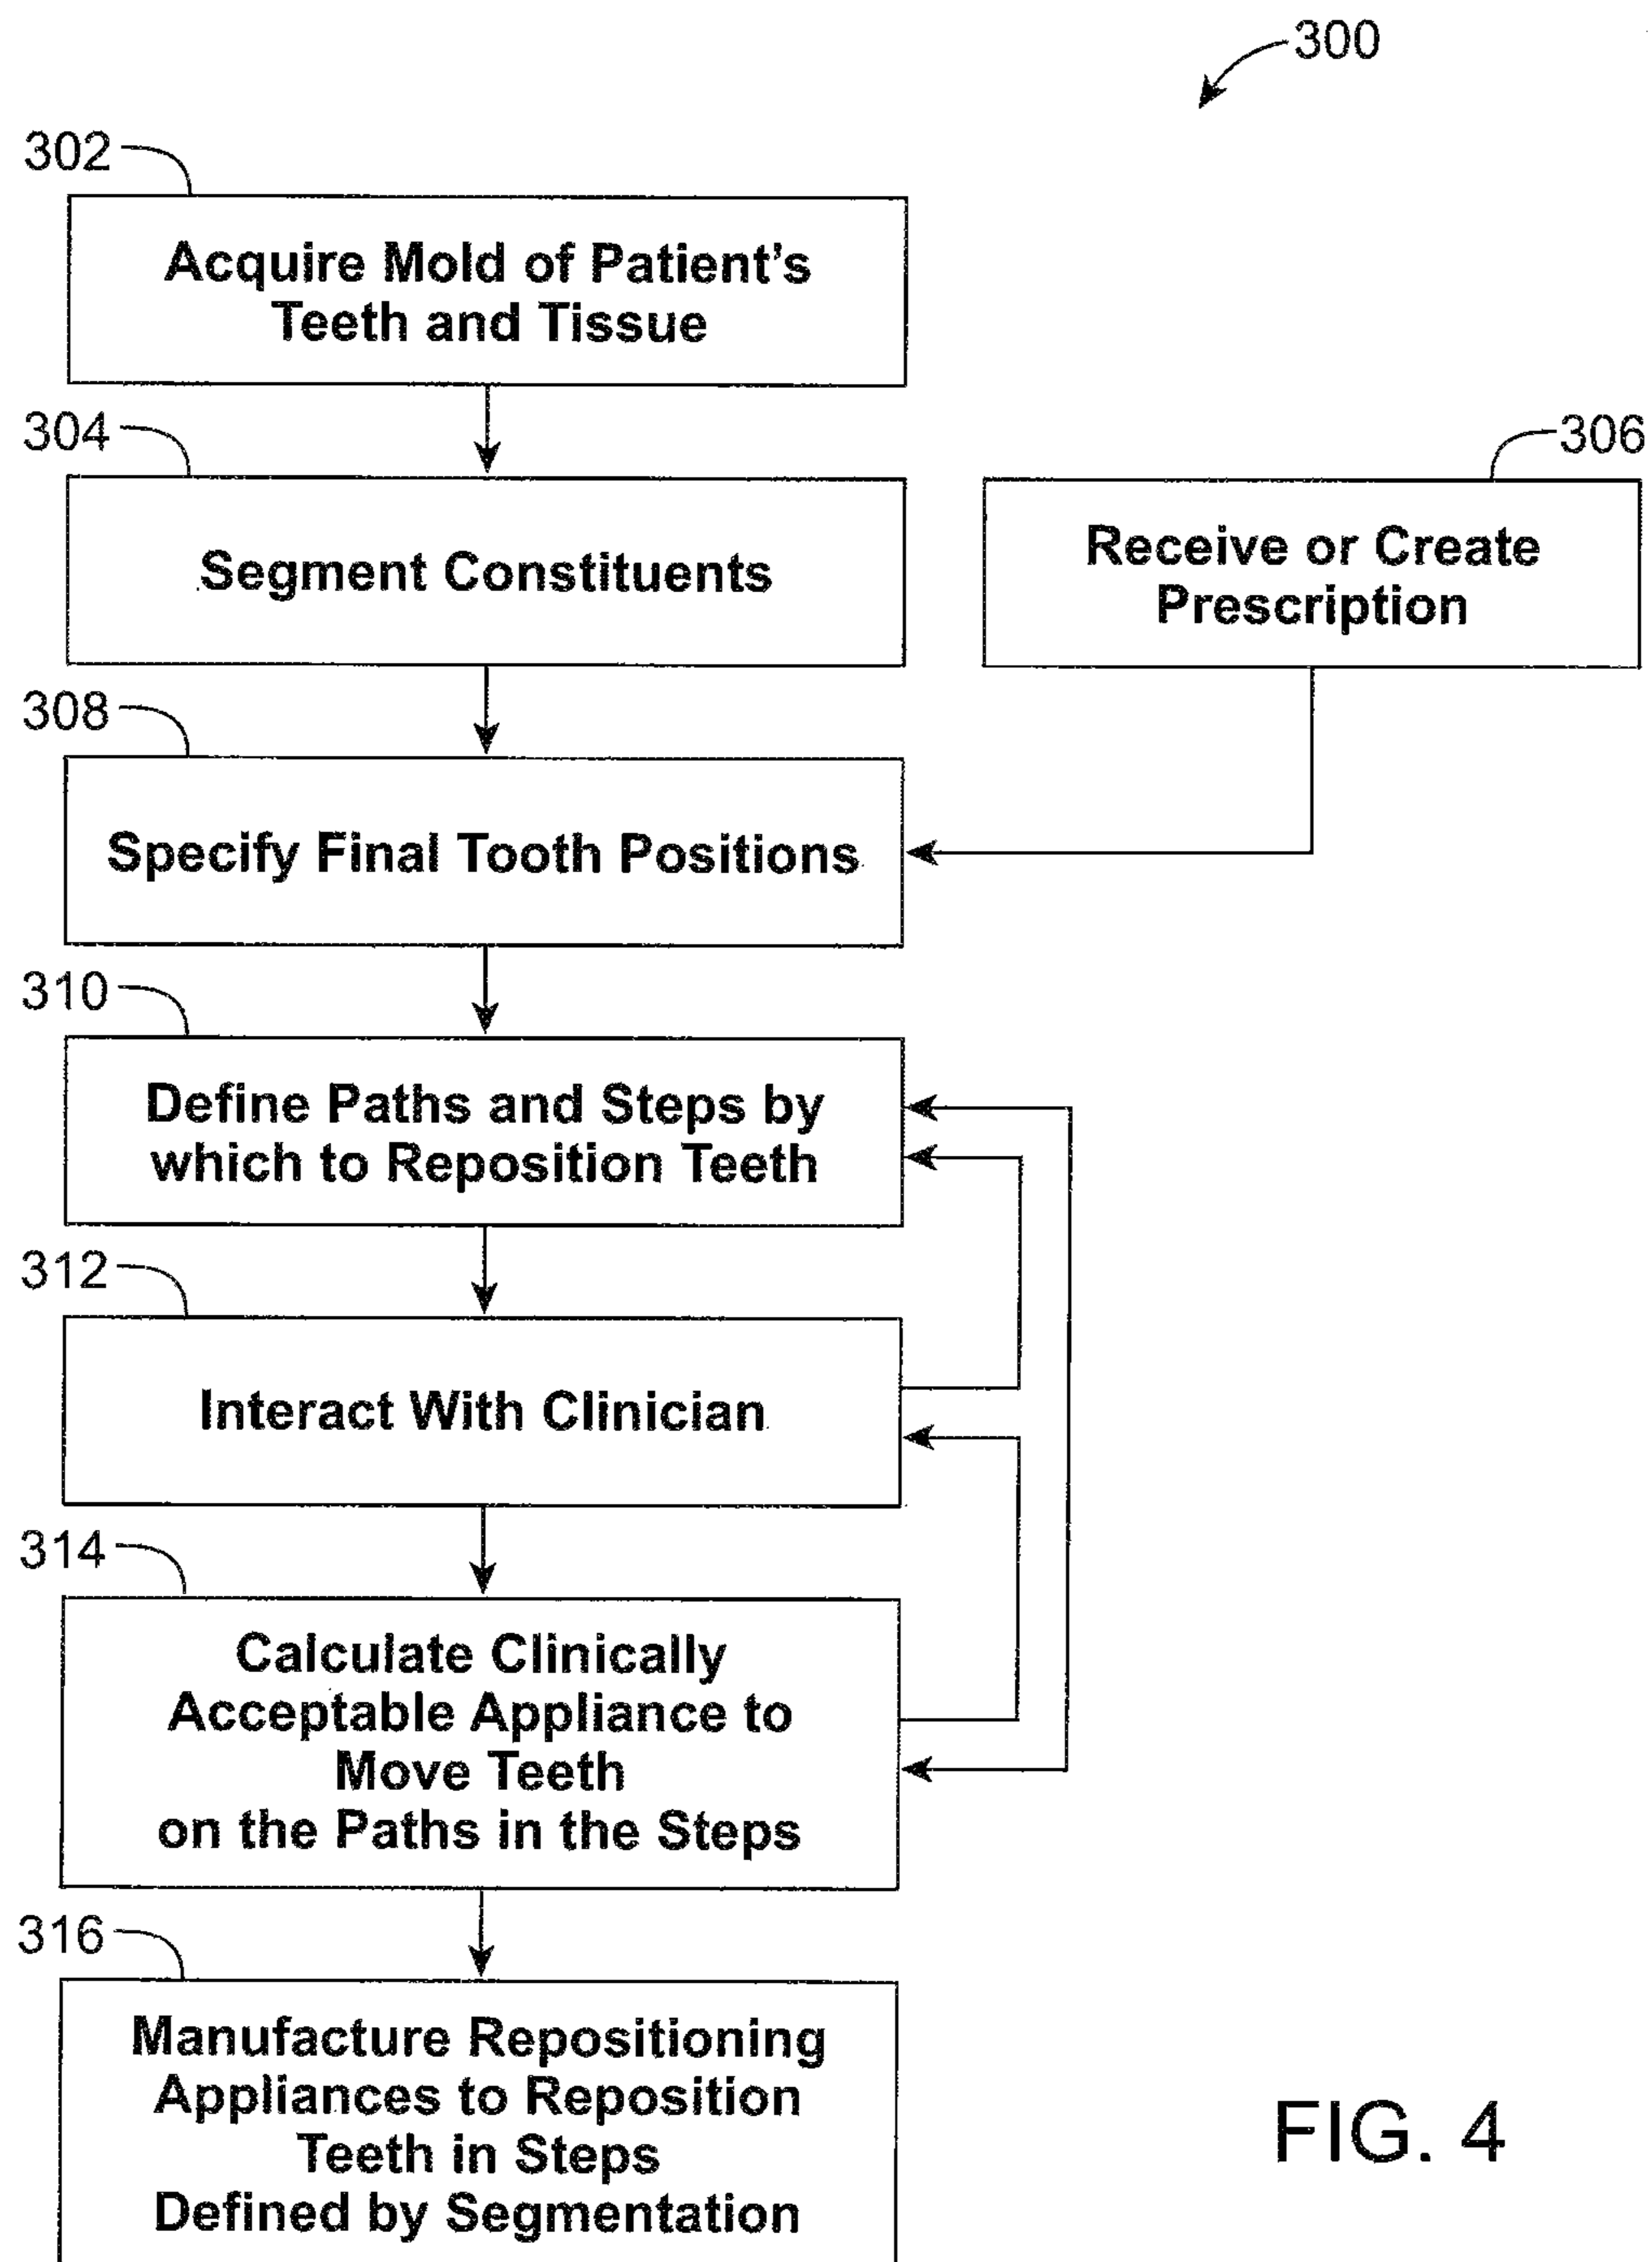 300
302
Acquire Mold of Patient's
Teeth and Tissue
304
Segment Constituents
306
Receive or Create
Prescription
308
Specify Final Tooth Positions
310
Define Paths and Steps by
which to Reposition Teeth
312
Interact With Clinician
314
Calculate Clinically
Acceptable Appliance to
Move Teeth
on the Paths in the Steps
316
Manufacture Repositioning
Appliances to Reposition
Teeth in Steps
Defined by Segmentation
FIG. 4